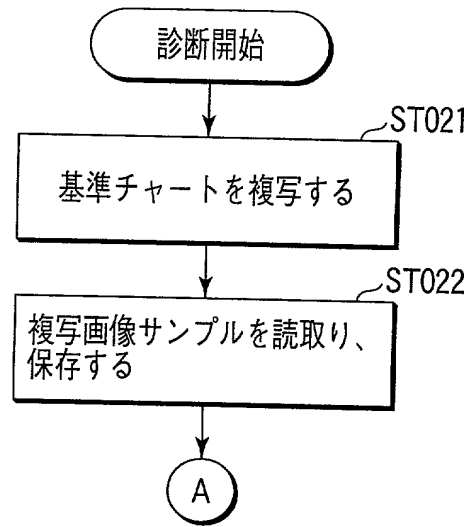 診断開始
ST021
基準チャートを複写する
ST022
複写画像サンプルを読取り、
保存する
A